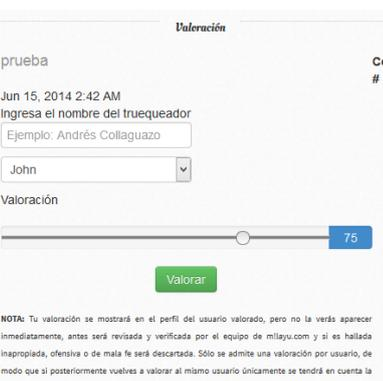 Valoración
prueba
#
Jun 15, 2014 2:42 AM
Ingresa el nombre del truequeador
Ejemplo: Andrés Collaguazo
John
Valoración
75
Valorar
NOTA: Tu valoración se mostrará en el perfil del usuario valorado, pero no la verás aparecer
inmediatamente, antes será revisada y verificada por el equipo de m!layu.com y si es hallada
inapropiada, ofensiva o de mala fe será descartada. Sólo se admite una valoración por usuario, de
modo que si posteriormente vuelves a valorar al mismo usuario únicamente se tendrá en cuenta la